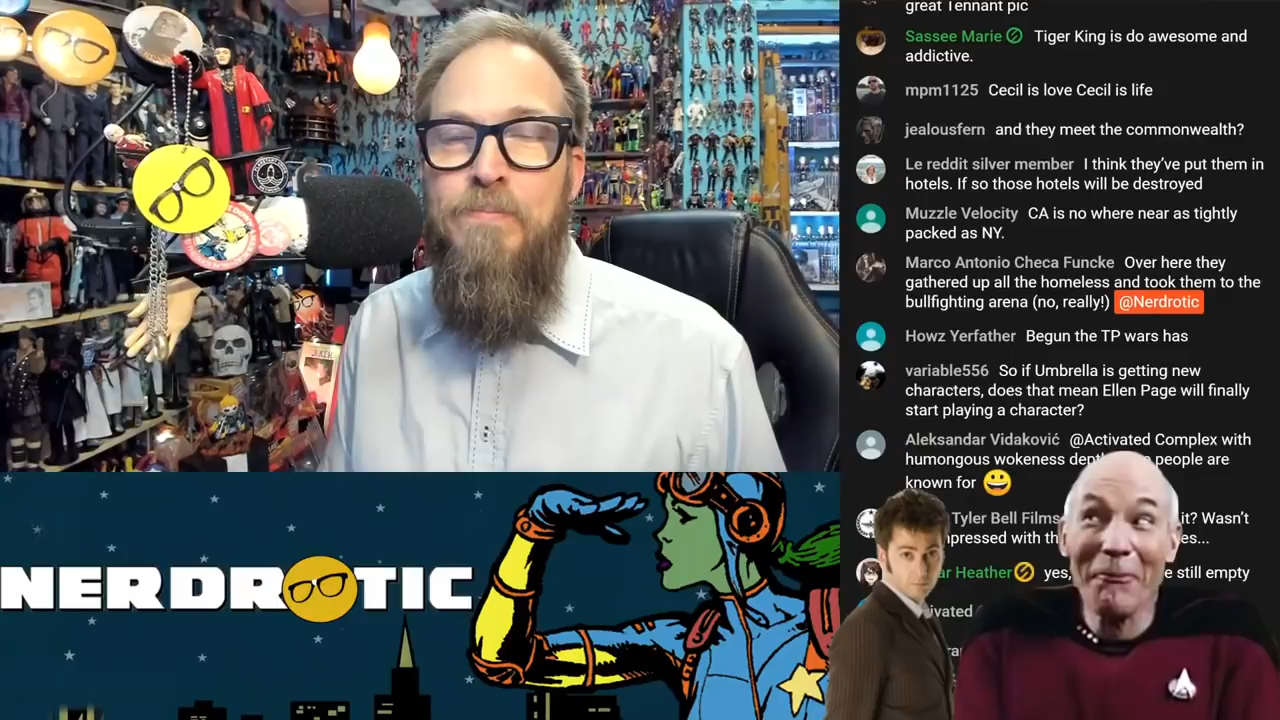 great Tennant pic
Sassee Marie Tiger King is do awesome and
addictive.
mpm1125 Cecil is love Cecil is life
jealousfern and they meet the commonwealth?
Le reddit silver member I think they've put them in
hotels. If so those hotels will be destroyed
Muzzle Velocity CA is no where near as tightly
packed as NY.
Marco Antonio Checa Funcke Over here they
gathered up all the homeless and took them to the
bullfighting arena (no, really!) @Nerdrotic
Howz Yerfather Begun the TP wars has
variable556 So if Umbrella is getting new
characters, does that mean Ellen Page will finally
start playing a character?
Aleksandar Vidaković @Activated Complex with
humongous wokeness people are
known for
Tyler Bell Films it? Wasn't
with
Heather yes, still empty
JOKER
NERDROTIC